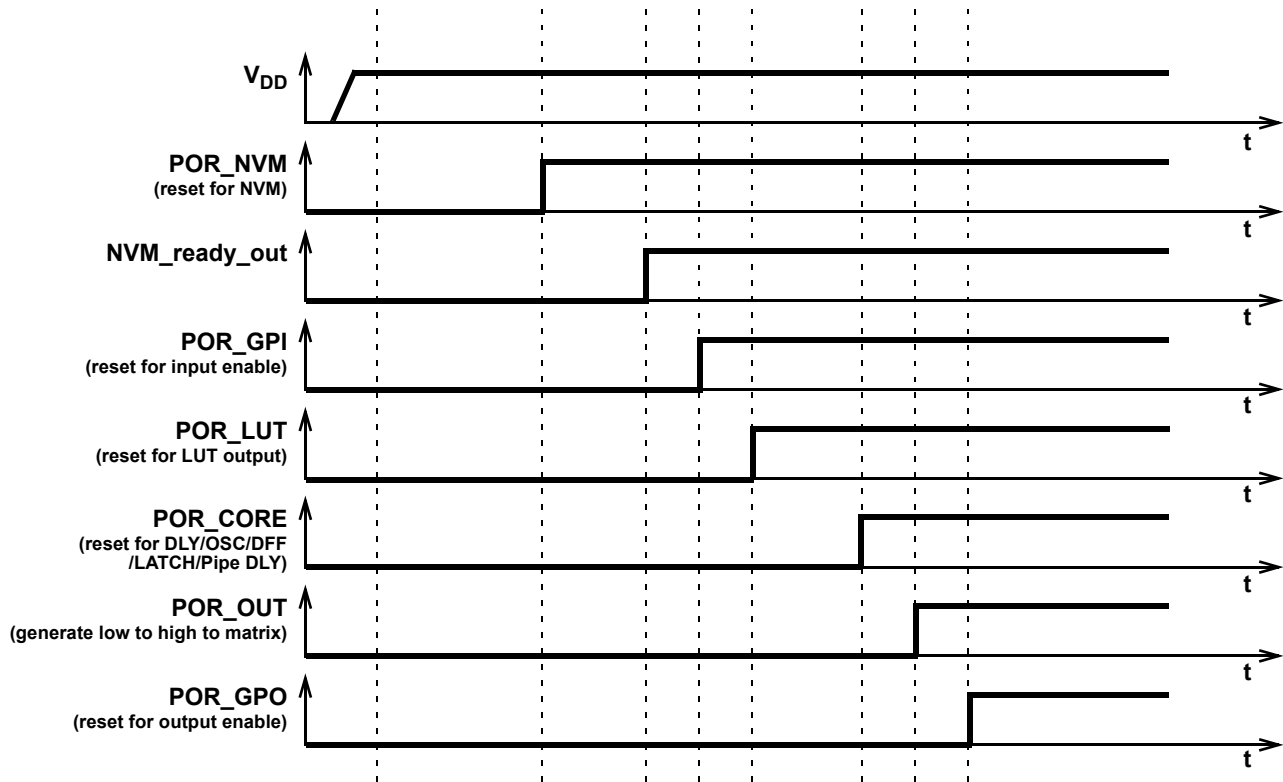 VDD
t
POR_NVM
(reset for NVM)
t
NVM_ready_out
t
POR_GPI
(reset for input enable)
t
POR_LUT
(reset for LUT output)
t
POR_CORE
(reset for DLY/OSC/DFF
/LATCH/Pipe DLY)
t
POR_OUT
(generate low to high to matrix)
t
POR_GPO
(reset for output enable)
t